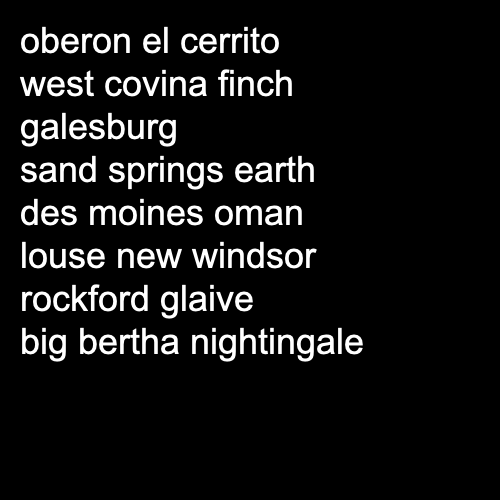 oberon el cerrito
west covina finch
galesburg
sand springs earth
des moines oman
louse new windsor
rockford glaive
big bertha nightingale